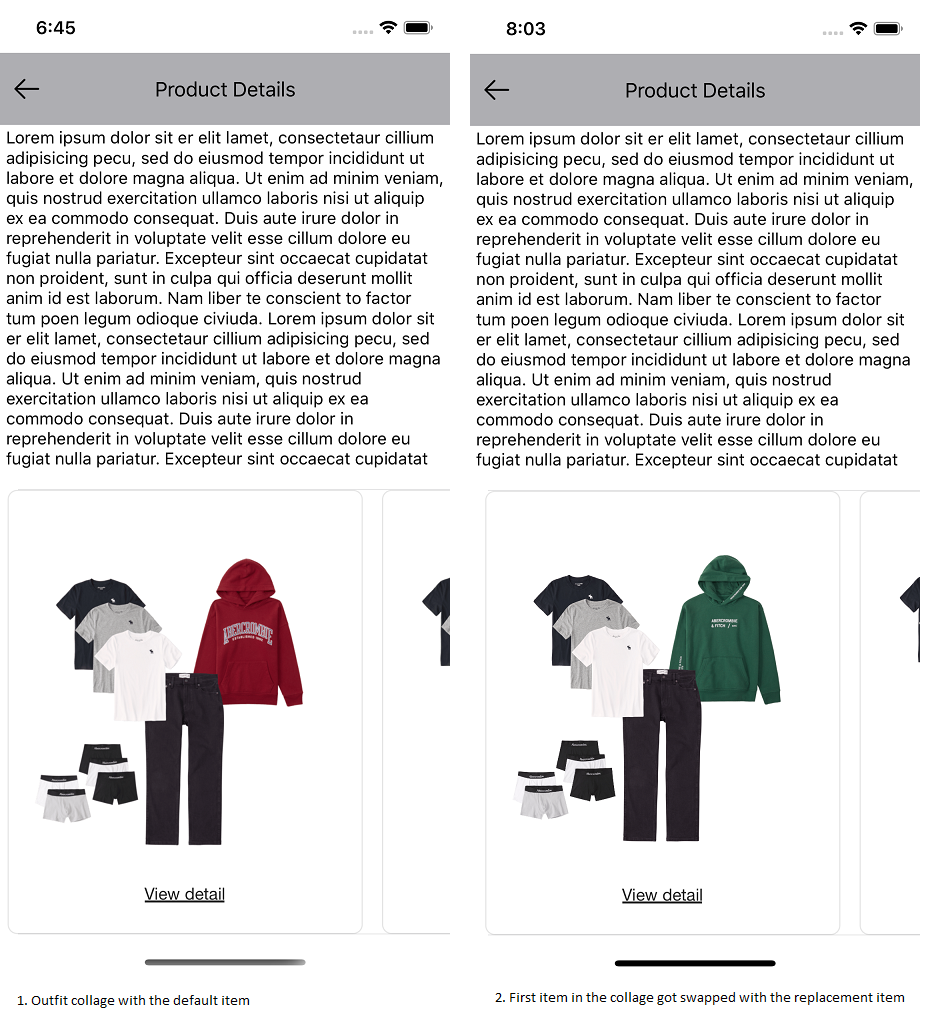 6:45
Product Details
Lorem ipsum dolor sit er elit lamet, consectetaur cillium
adipisicing pecu, sed do eiusmod tempor incididunt ut
labore et dolore magna aliqua. Ut enim ad minim veniam,
quis nostrud exercitation ullamco laboris nisi ut aliquip
ex ea commodo consequat. Duis aute irure dolor in
reprehenderit in voluptate velit esse cillum dolore eu
fugiat nulla pariatur. Excepteur sint occaecat cupidatat
non proident, sunt in culpa qui officia deserunt mollit
anim id est laborum. Nam liber te conscient to factor
tum poen legum odioque civiuda. Lorem ipsum dolor sit
er elit lamet, consectetaur cillium adipisicing pecu, sed
do eiusmod tempor incididunt ut labore et dolore magna
aliqua. Ut enim ad minim veniam, quis nostrud
exercitation ullamco laboris nisi ut aliquip ex ea
commodo consequat. Duis aute irure dolor in
reprehenderit in voluptate velit esse cillum dolore eu
fugiat nulla pariatur. Excepteur sint occaecat cupidatat
ABERCROMBIE
View detail
1. Outfit collage with the default item
8:03
Product Details
Lorem ipsum dolor sit er elit lamet, consectetaur cillium
adipisicing pecu, sed do eiusmod tempor incididunt ut
labore et dolore magna aliqua. Ut enim ad minim veniam,
quis nostrud exercitation ullamco laboris nisi ut aliquip
ex ea commodo consequat. Duis aute irure dolor in
reprehenderit in voluptate velit esse cillum dolore eu
fugiat nulla pariatur. Excepteur sint occaecat cupidatat
non proident, sunt in culpa qui officia deserunt mollit
anim id est laborum. Nam liber te conscient to factor
tum poen legum odioque civiuda. Lorem ipsum dolor sit
er elit lamet, consectetaur cillium adipisicing pecu, sed
do eiusmod tempor incididunt ut labore et dolore magna
aliqua. Ut enim ad minim veniam, quis nostrud
exercitation ullamco laboris nisi ut aliquip ex ea
commodo consequat. Duis aute irure dolor in
reprehenderit in voluptate velit esse cillum dolore eu
fugiat nulla pariatur. Excepteur sint occaecat cupidatat
ABERCROMBIE
& FITCH /
View detail
2. First item in the collage got swapped with the replacement item